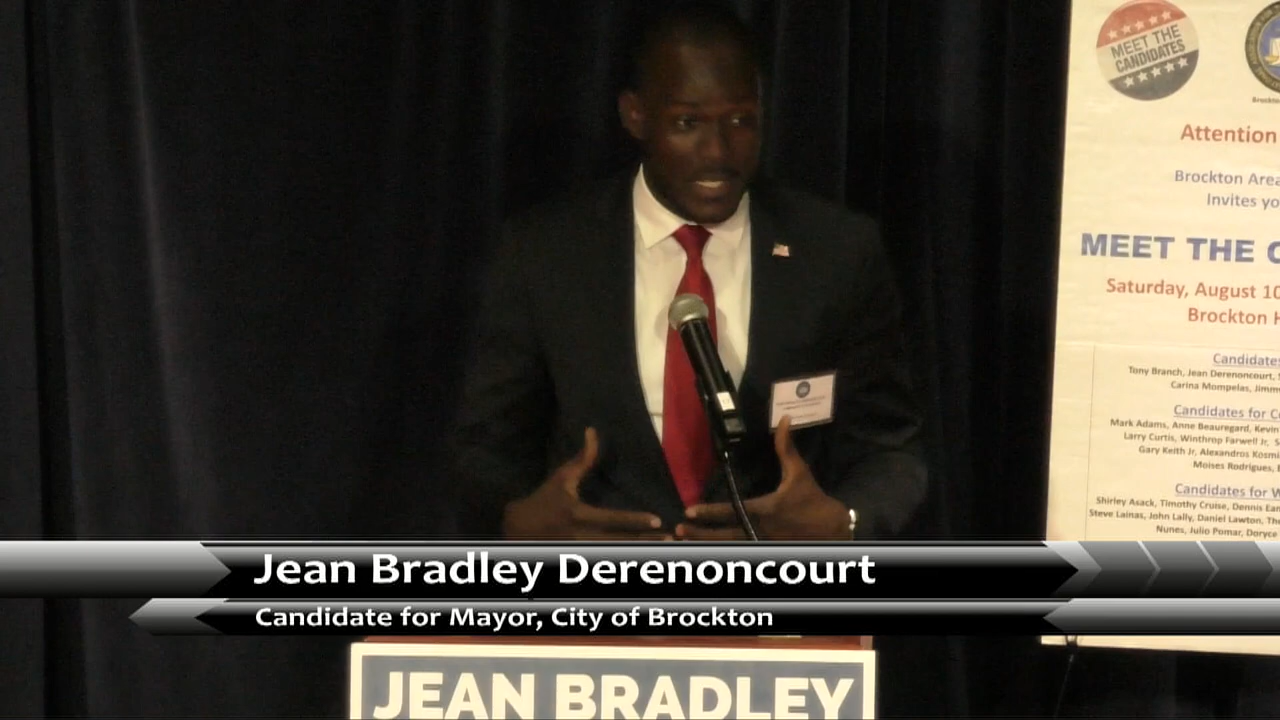 MEET THE
CANDIDATES
Attention
Brockton Area
Invites yo
MEET THE C
Saturday, August 10
Brockton H
Candidates
Tony Branch, Jean Derenoncourt,
Carina Mompelas, Jimm
Candidates for C
Mark Adams, Anne Beauregard, Kevin
Larry Curtis, Winthrop Farwell Jr, S
Gary Keith Jr, Alexandros Kosmi
Moises Rodrigues,
Candidates for W
Shirley Asack, Timothy Cruise, Dennis Eam
Steve Lainas, John Lally, Daniel Lawton, Th
Nunes, Julio Pomar, Doryce
Jean Bradley Derenoncourt
Candidate for Mayor, City of Brockton
JEAN BRADLEY